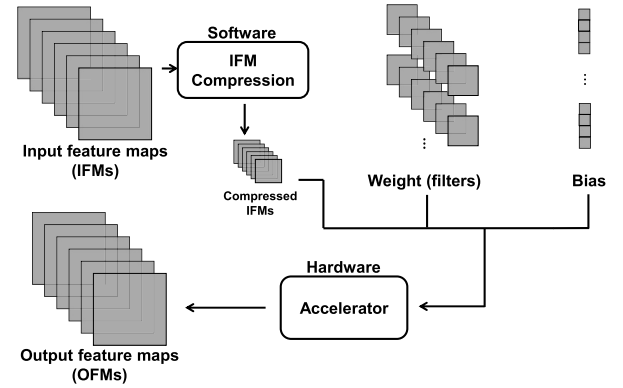 Software
IFM
Compression
Input feature maps
(IFMs)
Compressed
IFMs
Weight (filters)
Bias
Hardware
Accelerator
Output feature maps
(OFMs)